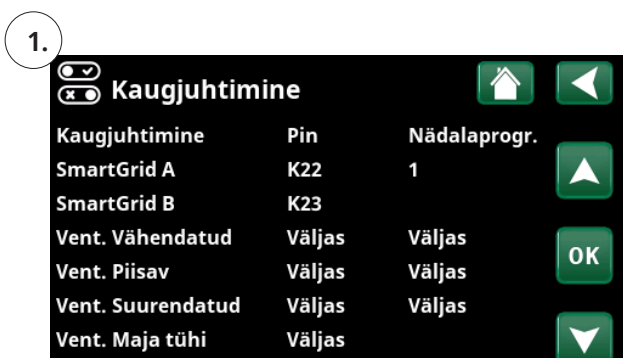 1.
Kaugjuhtimine
Kaugjuhtimine Pin Nädalaprogr.
SmartGrid A K22 1
SmartGrid B K23
Vent. Vähendatud Väljas Väljas
OK
Vent. Piisav Väljas Väljas
Vent. Suurendatud Väljas Väljas
Vent. Maja tühi Väljas